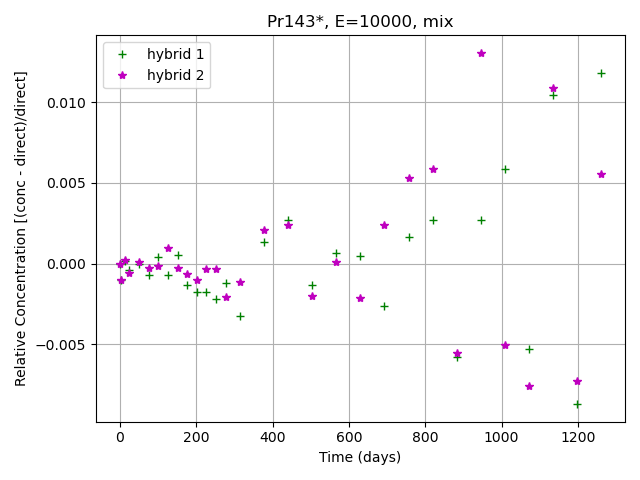 Pr143*, E=10000, mix
hybrid 1
hybrid 2
Relative Concentration [(conc - direct)/direct]
0.010
0.005
0.000
−0.005
0 200 400 600 800 1000 1200
Time (days)